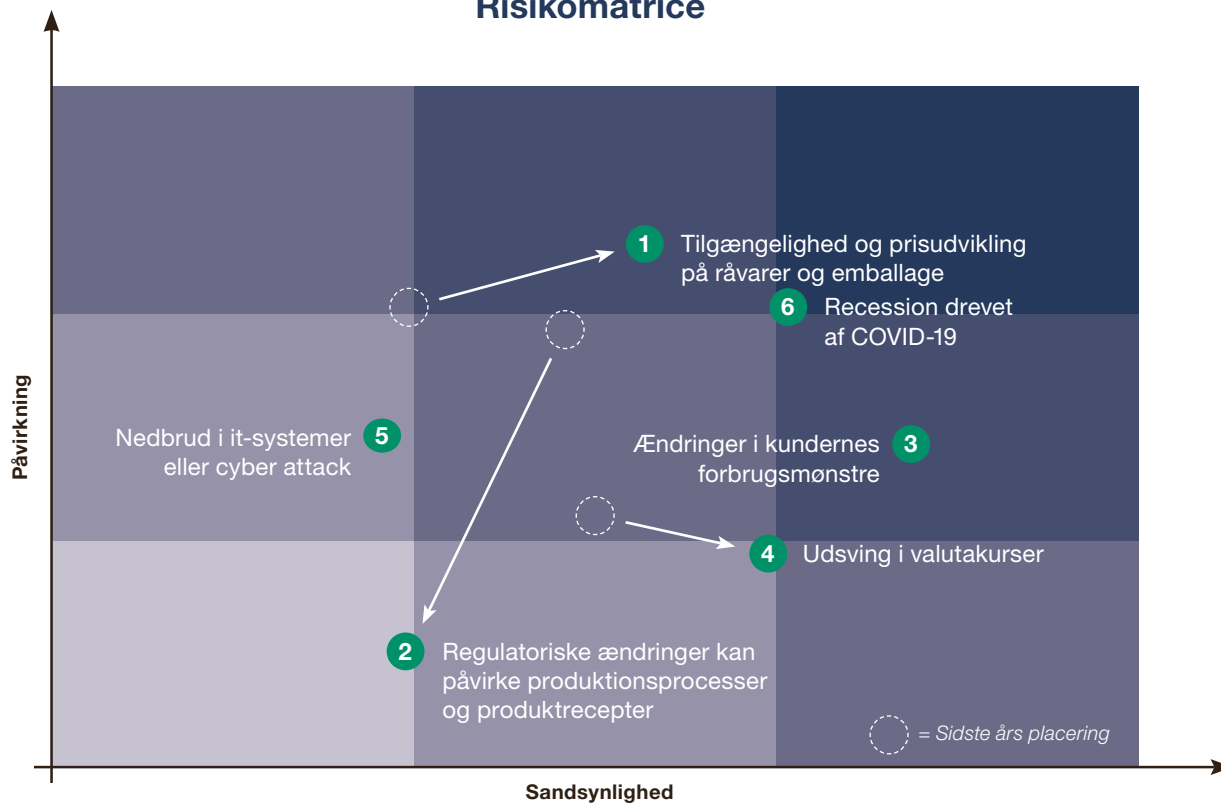 Risikomatrice
1
Tilgængelighed og prisudvikling
på råvarer og emballage
6
Recession drevet
af COVID-19
Nedbrud i it-systemer
eller cyber attack
5
Ændringer i kundernes
forbrugsmønstre
3
4
Udsving i valutakurser
2
Regulatoriske ændringer kan
påvirke produktionsprocesser
og produktrecepter
= Sidste års placering
Påvirkning
Sandsynlighed